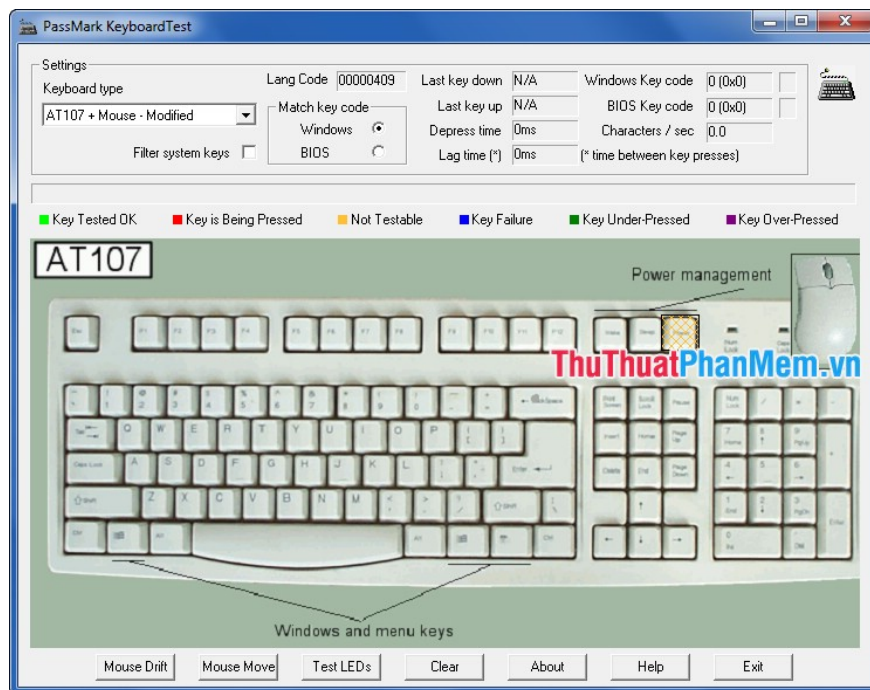 PassMark KeyboardTest
Settings
Keyboard type
AT107 + Mouse - Modified
Filter system keys
Lang Code 00000409
Match key code
Windows
BIOS
Last key down N/A
Last key up N/A
Depress time 0ms
Lag time (*) 0ms
Windows Key code 0 (0x0)
BIOS Key code 0 (0x0)
Characters / sec 0.0
(* time between key presses)
Key Tested OK Key is Being Pressed Not Testable Key Failure Key Under-Pressed Key Over-Pressed
AT107
Power management
ThuThuatPhanMem.vn
Q W E R T Y U I O P
A S D F G H J K L
Z X C V B N M
Windows and menu keys
Mouse Drift Mouse Move Test LEDs Clear About Help Exit